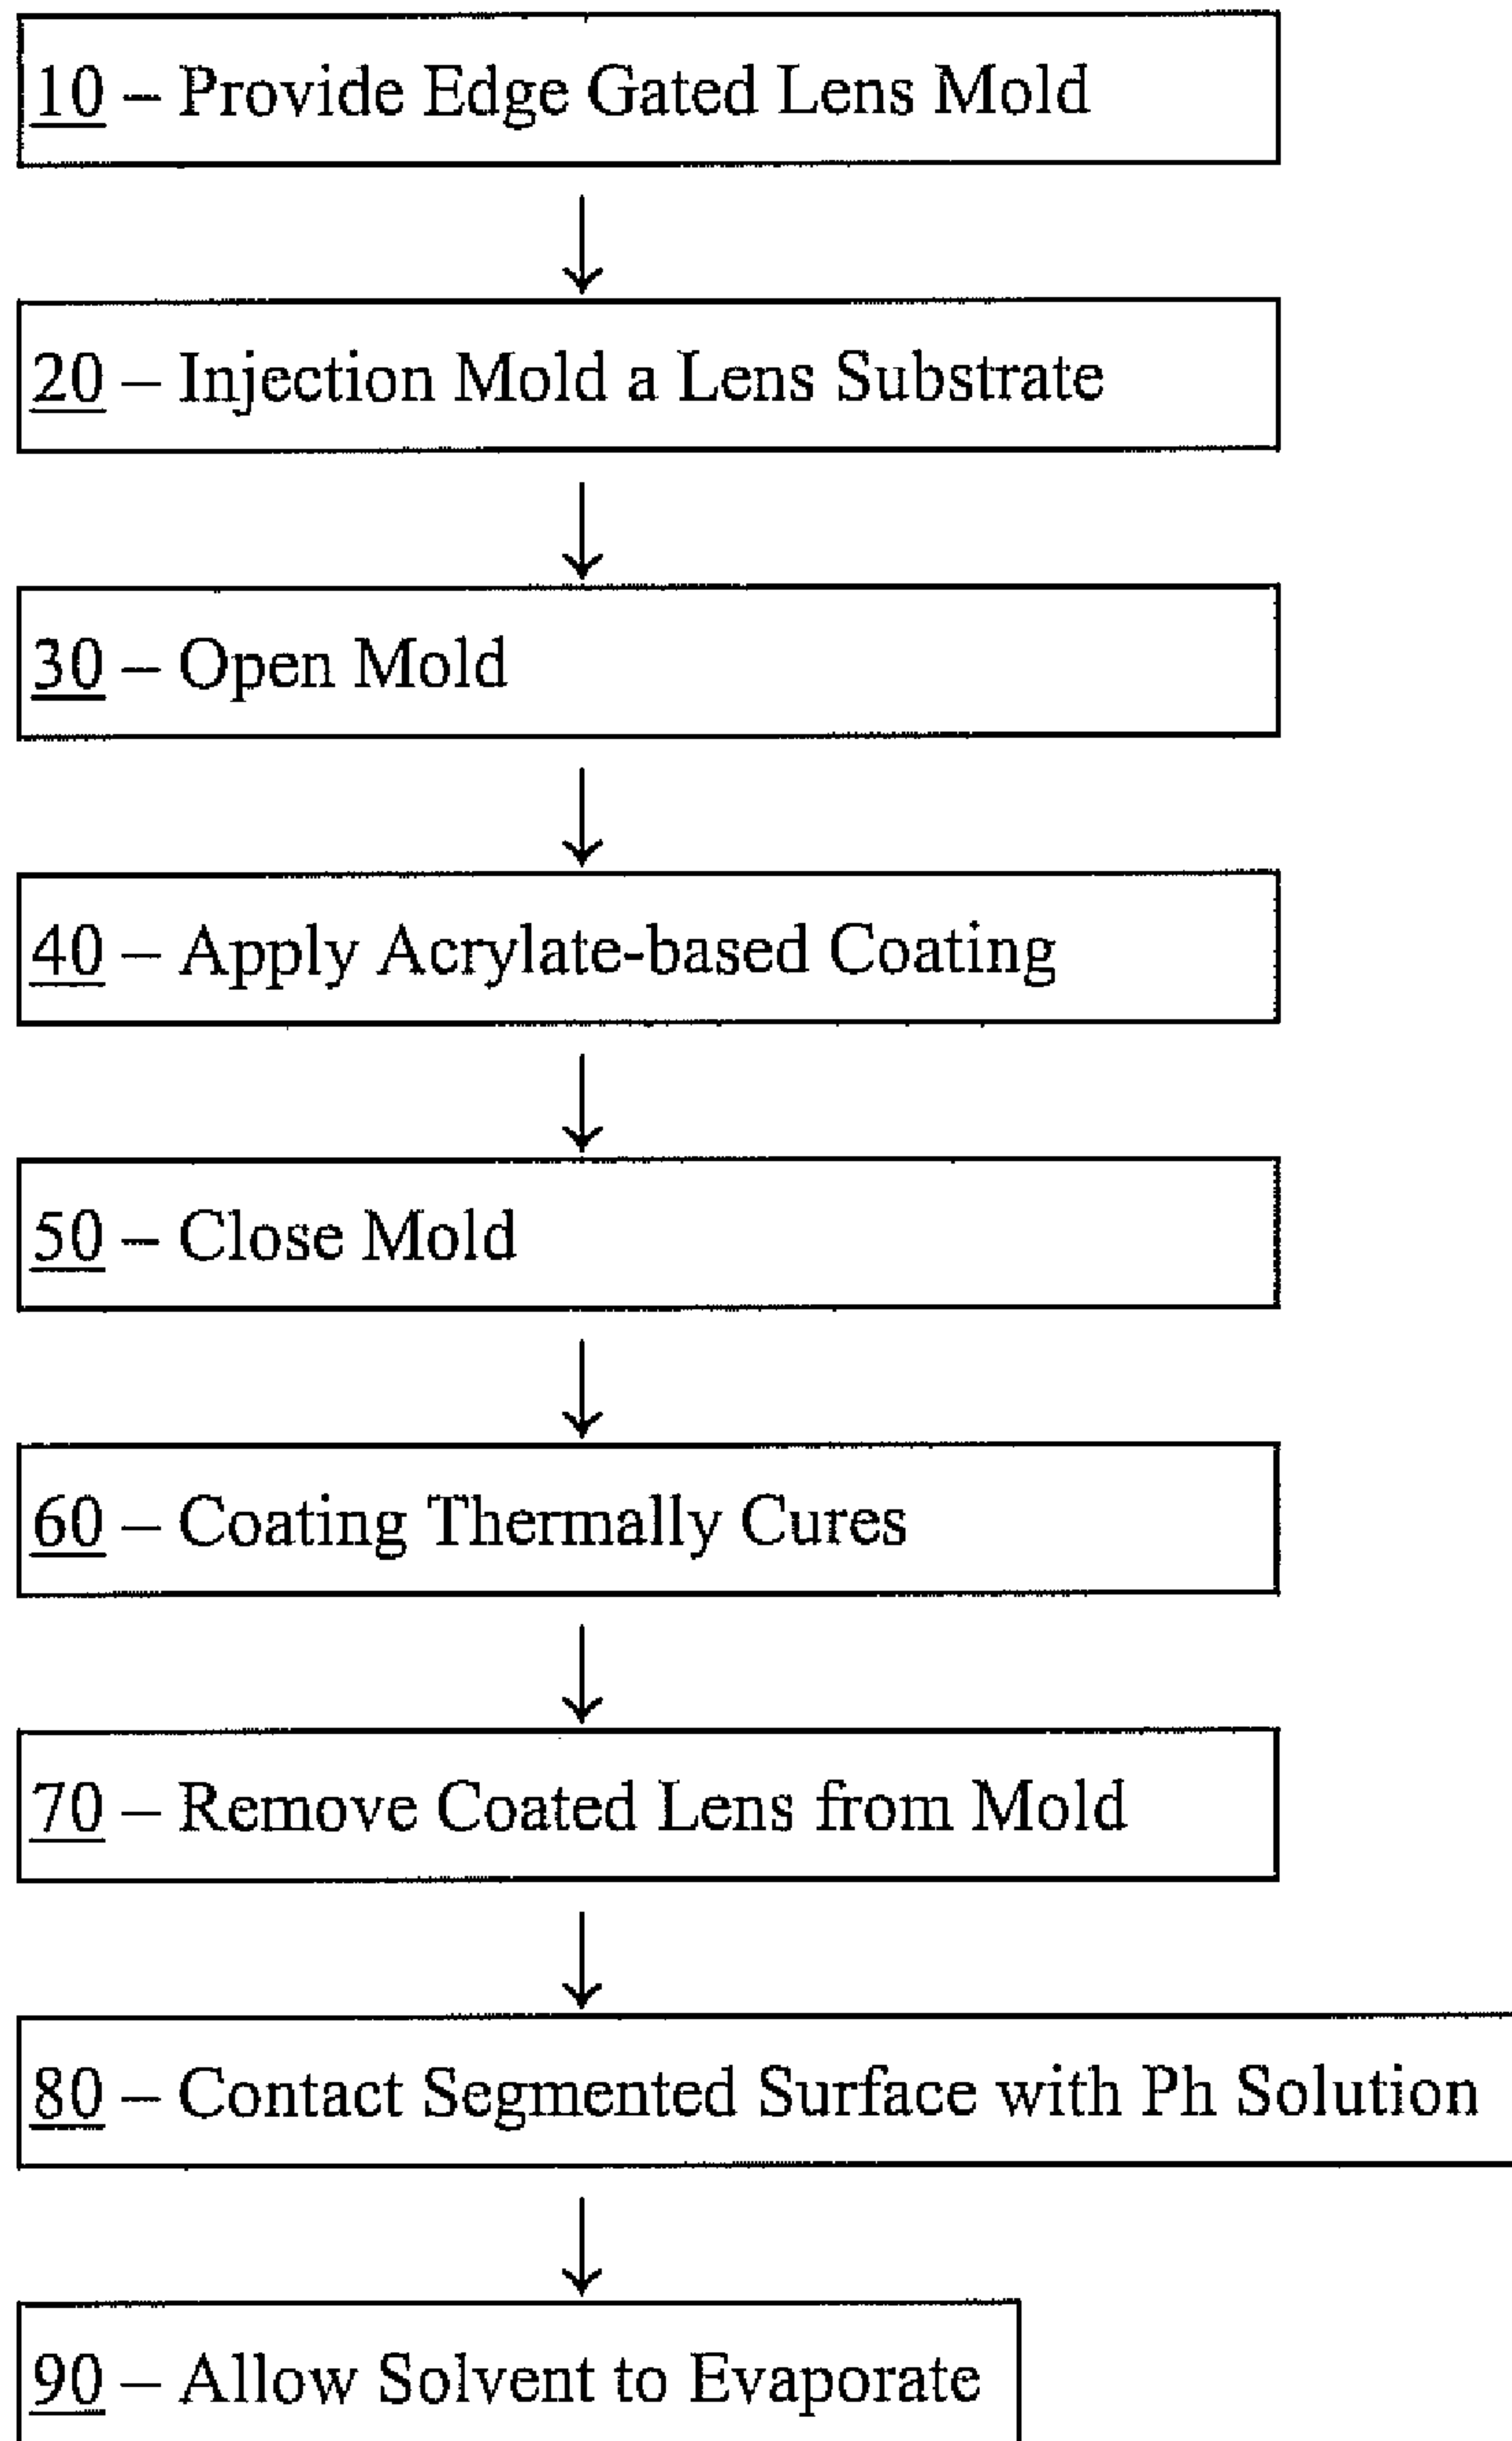 10 – Provide Edge Gated Lens Mold
20 – Injection Mold a Lens Substrate
30 – Open Mold
40 – Apply Acrylate-based Coating
50 – Close Mold
60 – Coating Thermally Cures
70 – Remove Coated Lens from Mold
80 – Contact Segmented Surface with Ph Solution
90 – Allow Solvent to Evaporate